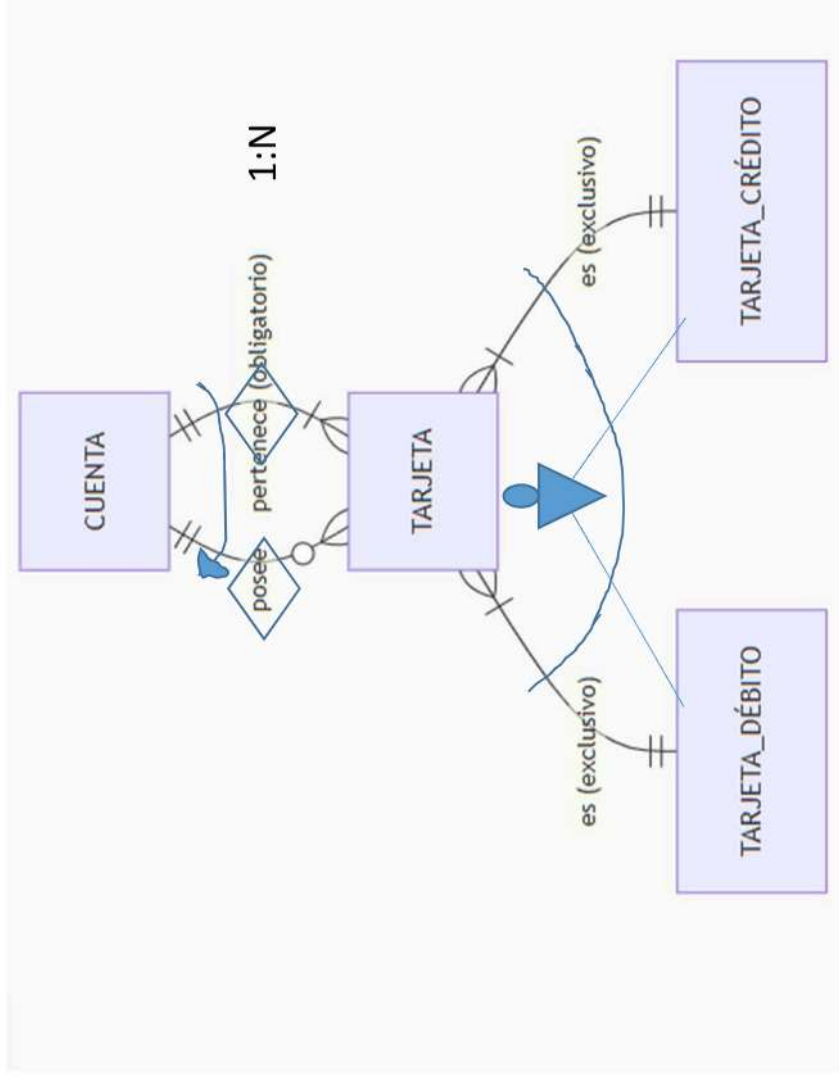 CUENTA
1:N
posee
pertenece (obligatorio)
TARJETA
es (exclusivo)
es (exclusivo)
TARJETA_DÉBITO
TARJETA_CRÉDITO